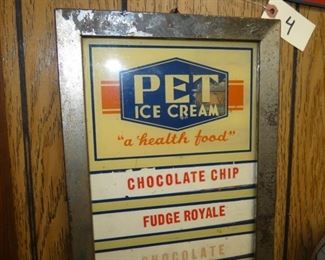 4
PET
ICE CREAM
"a health food"
CHOCOLATE CHIP
FUDGE ROYALE
CHOCOLATE